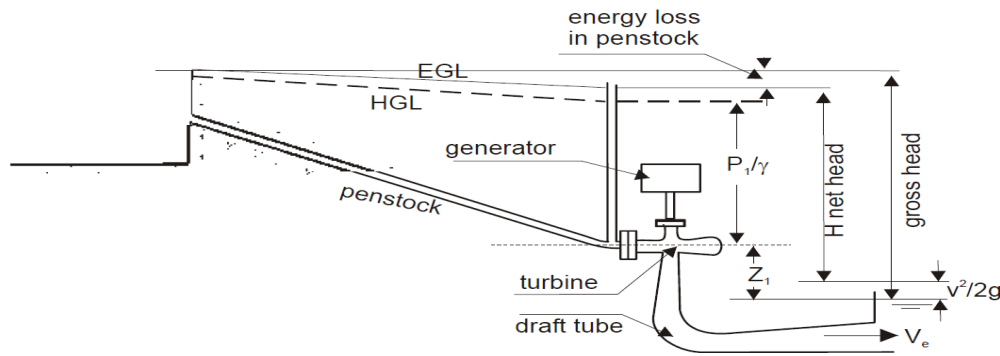 energy loss
in penstock
EGL
HGL
generator
P₁/γ
H net head
gross head
penstock
Z₁
turbine
v²/2g
draft tube
Vₑ